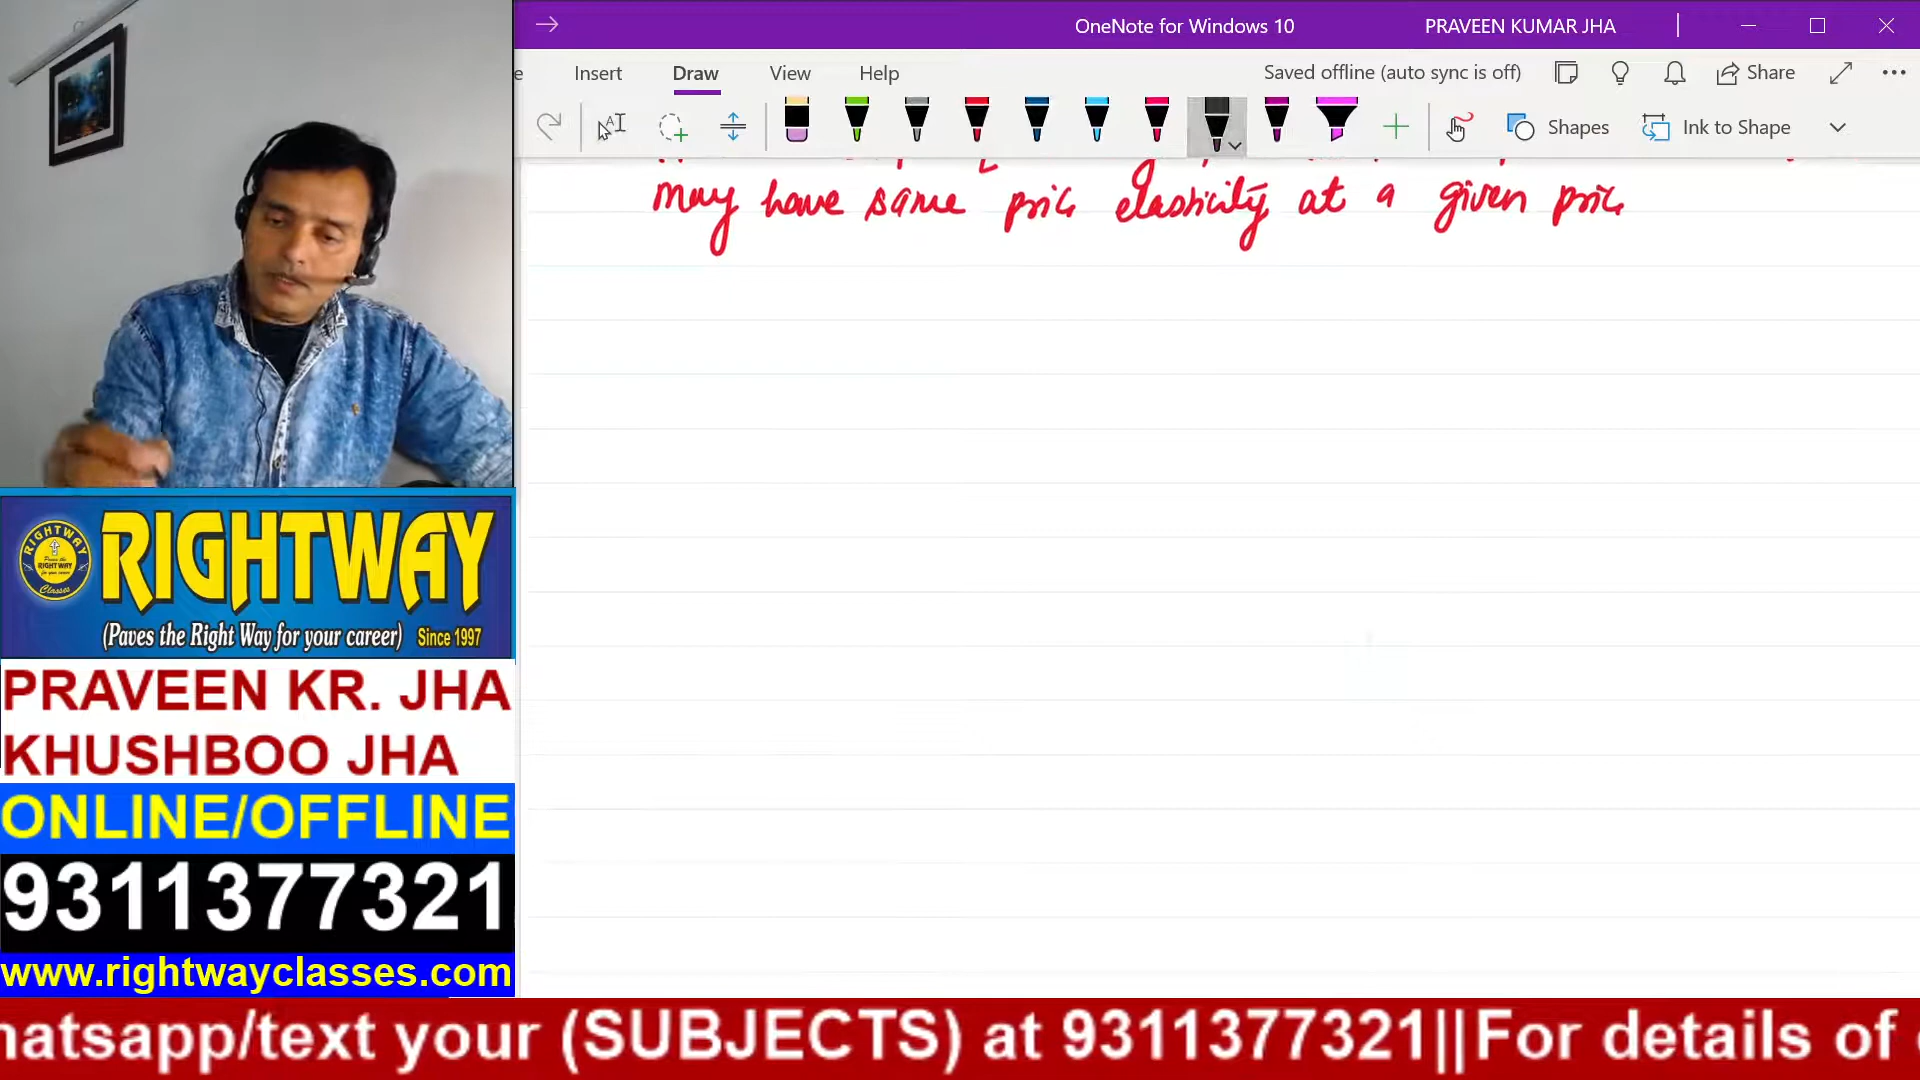 OneNote for Windows 10
PRAVEEN KUMAR JHA
Insert
Draw
View
Help
Saved offline (auto sync is off)
Share
Shapes
Ink to Shape
may have same price elasticity at a given price
RIGHTWAY
RIGHTWAY
Classes
(Paves the Right Way for your career) Since 1997
PRAVEEN KR. JHA
KHUSHBOO JHA
ONLINE/OFFLINE
9311377321
www.rightwayclasses.com
hatsapp/text your (SUBJECTS) at 9311377321||For details of